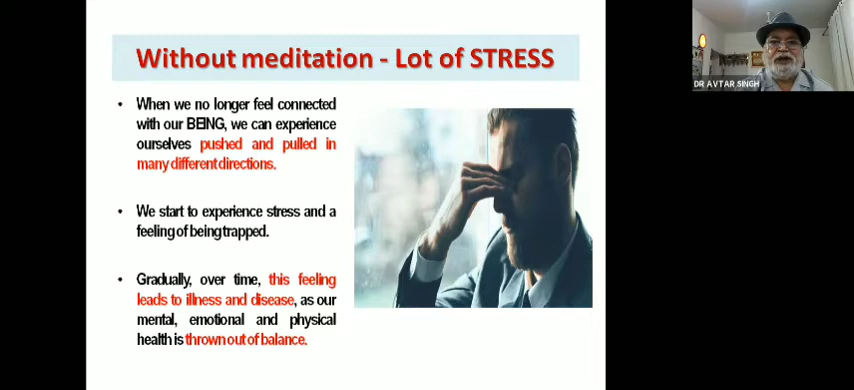 Without meditation - Lot of STRESS
• When we no longer feel connected
with our BEING, we can experience
ourselves pushed and pulled in
many different directions.
• We start to experience stress and a
feeling of being trapped.
• Gradually, over time, this feeling
leads to illness and disease, as our
mental, emotional and physical
health is thrown out of balance.
DR AVTAR SINGH